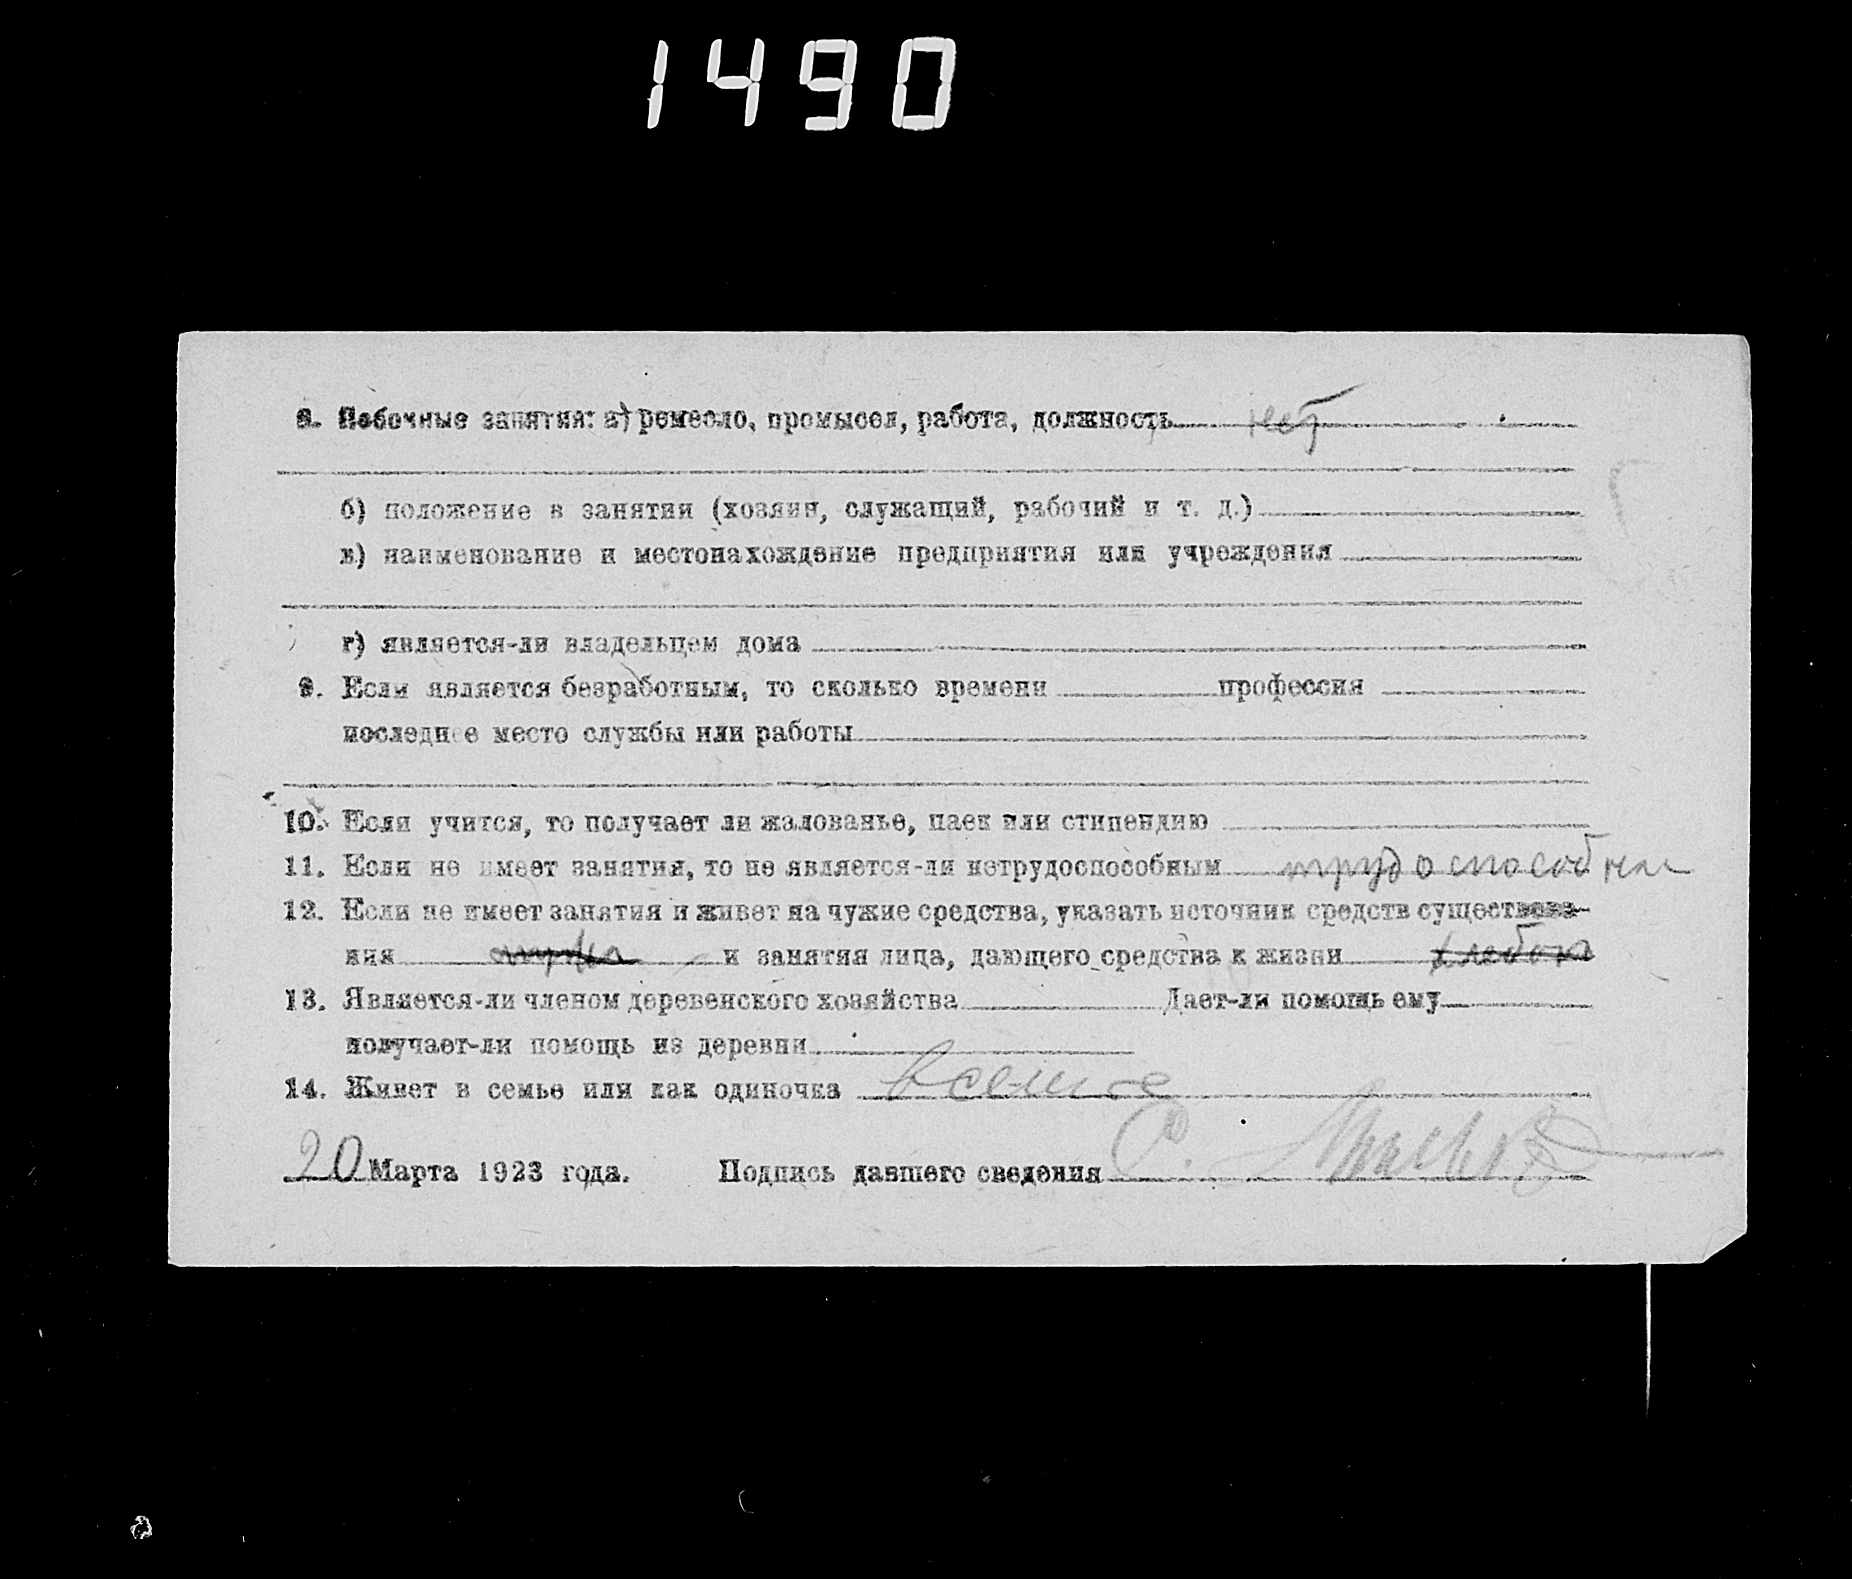 1490
8. Побочные занятия: а) ремесло, промысел, работа, должность нет
б) положение в занятии (хозяин, служащий, рабочий и т. д.)
в) наименование и местонахождение предприятия или учреждения
г) является-ли владельцем дома
9. Если является безработным, то сколько времени профессия
последнее место службы или работы
10. Если учится, то получает ли жалованье, паек или стипендию
11. Если не имеет занятия, то не является-ли нетрудоспособным трудоспособная
12. Если не имеет занятия и живет на чужие средства, указать источник средств существова-
ния и занятия лица, дающего средства к жизни
13. Является-ли членом деревенского хозяйства Дает-ли помощь ему
получает-ли помощь из деревни
14. Живет в семье или как одиночка в семье
20 Марта 1923 года. Подпись давшего сведения